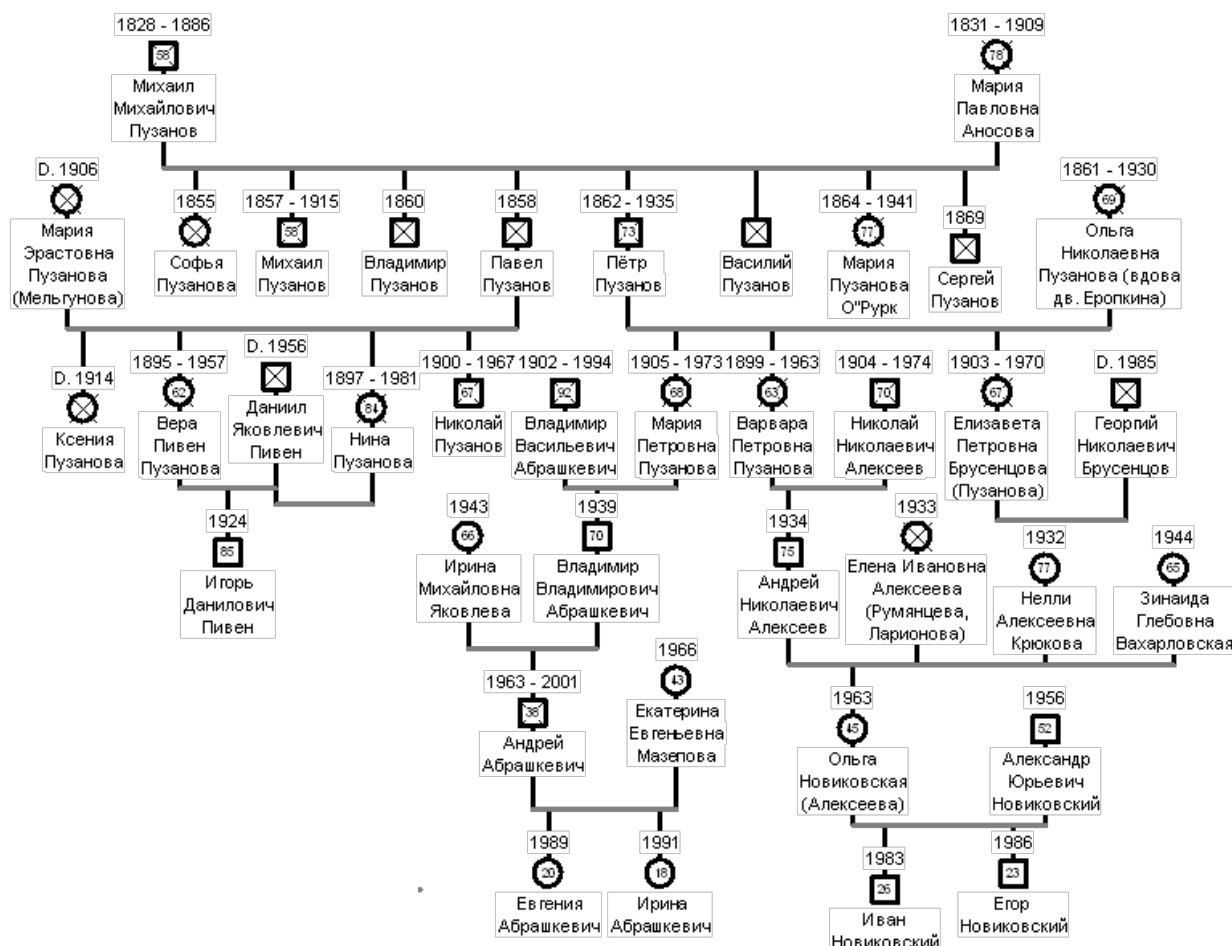 1828 - 1886
58
Михаил
Михайлович
Пузанов
1831 - 1909
78
Мария
Павловна
Аносова
D. 1906
Мария
Эрастовна
Пузанова
(Мельгунова)
1855
Софья
Пузанова
1857 - 1915
58
Михаил
Пузанов
1860
Владимир
Пузанов
1858
Павел
Пузанов
1862 - 1935
73
Пётр
Пузанов
Василий
Пузанов
1864 - 1941
77
Мария
Пузанова
О"Рурк
1869
Сергей
Пузанов
1861 - 1930
69
Ольга
Николаевна
Пузанова (вдова
дв. Еропкина)
D. 1914
Ксения
Пузанова
1895 - 1957
62
Вера
Пивен
Пузанова
D. 1956
Даниил
Яковлевич
Пивен
1897 - 1981
84
Нина
Пузанова
1900 - 1967
67
Николай
Пузанов
1902 - 1994
92
Владимир
Васильевич
Абрашкевич
1905 - 1973
68
Мария
Петровна
Пузанова
1899 - 1963
63
Варвара
Петровна
Пузанова
1904 - 1974
70
Николай
Николаевич
Алексеев
1903 - 1970
67
Елизавета
Петровна
Брусенцова
(Пузанова)
D. 1985
Георгий
Николаевич
Брусенцов
1924
85
Игорь
Данилович
Пивен
1943
66
Ирина
Михайловна
Яковлева
1939
70
Владимир
Владимирович
Абрашкевич
1934
75
Андрей
Николаевич
Алексеев
1933
Елена Ивановна
Алексеева
(Румянцева,
Ларионова)
1932
77
Нелли
Алексеевна
Крюкова
1944
65
Зинаида
Глебовна
Вахарловская
1963 - 2001
38
Андрей
Абрашкевич
1966
43
Екатерина
Евгеньевна
Мазепова
1963
45
Ольга
Новиковская
(Алексеева)
1956
52
Александр
Юрьевич
Новиковский
1989
20
Евгения
Абрашкевич
1991
18
Ирина
Абрашкевич
1983
26
Иван
Новиковский
1986
23
Егор
Новиковский